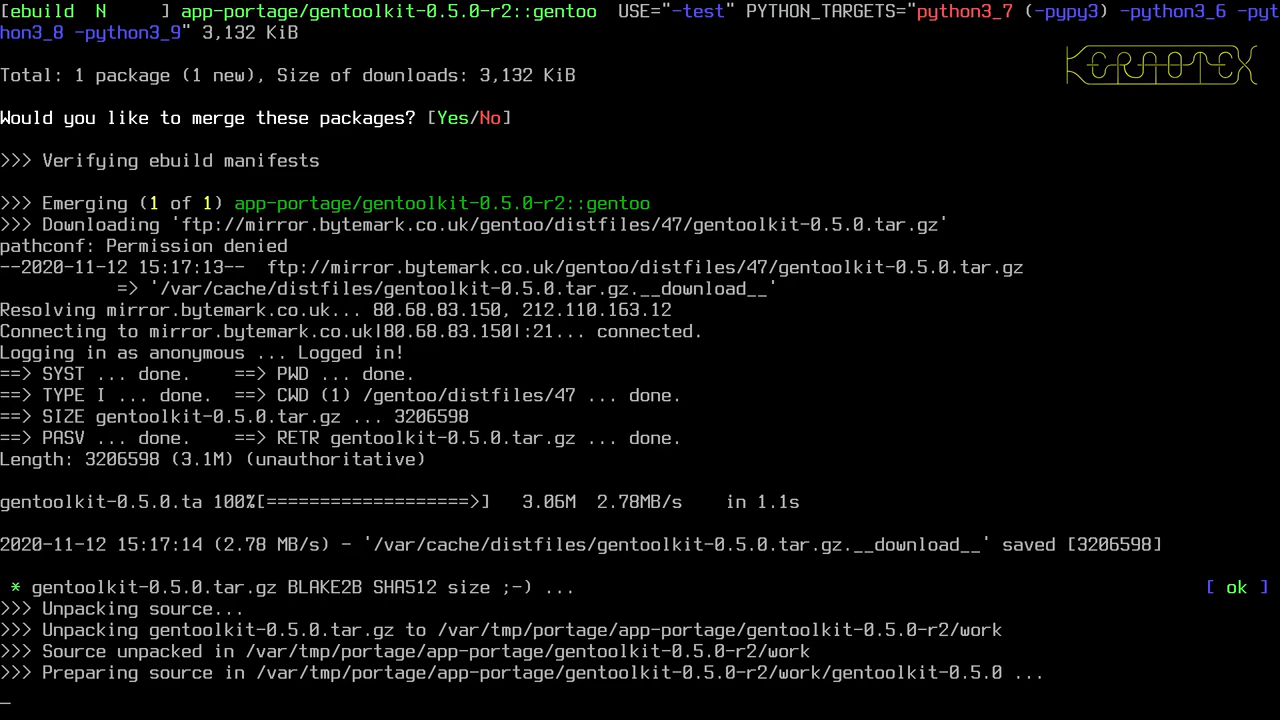 [ebuild  N     ] app-portage/gentoolkit-0.5.0-r2::gentoo  USE="-test" PYTHON_TARGETS="python3_7 (-pypy3) -python3_6 -pyt
hon3_8 -python3_9" 3,132 KiB
KERAOTEX
Total: 1 package (1 new), Size of downloads: 3,132 KiB
Would you like to merge these packages? [Yes/No]
>>> Verifying ebuild manifests
>>> Emerging (1 of 1) app-portage/gentoolkit-0.5.0-r2::gentoo
>>> Downloading 'ftp://mirror.bytemark.co.uk/gentoo/distfiles/47/gentoolkit-0.5.0.tar.gz'
pathconf: Permission denied
--2020-11-12 15:17:13--  ftp://mirror.bytemark.co.uk/gentoo/distfiles/47/gentoolkit-0.5.0.tar.gz
           => '/var/cache/distfiles/gentoolkit-0.5.0.tar.gz.__download__'
Resolving mirror.bytemark.co.uk... 80.68.83.150, 212.110.163.12
Connecting to mirror.bytemark.co.uk|80.68.83.150|:21... connected.
Logging in as anonymous ... Logged in!
==> SYST ... done.    ==> PWD ... done.
==> TYPE I ... done.  ==> CWD (1) /gentoo/distfiles/47 ... done.
==> SIZE gentoolkit-0.5.0.tar.gz ... 3206598
==> PASV ... done.    ==> RETR gentoolkit-0.5.0.tar.gz ... done.
Length: 3206598 (3.1M) (unauthoritative)
gentoolkit-0.5.0.ta 100%[===================>]   3.06M  2.78MB/s    in 1.1s
2020-11-12 15:17:14 (2.78 MB/s) - '/var/cache/distfiles/gentoolkit-0.5.0.tar.gz.__download__' saved [3206598]
 * gentoolkit-0.5.0.tar.gz BLAKE2B SHA512 size ;-) ...                                                           [ ok ]
>>> Unpacking source...
>>> Unpacking gentoolkit-0.5.0.tar.gz to /var/tmp/portage/app-portage/gentoolkit-0.5.0-r2/work
>>> Source unpacked in /var/tmp/portage/app-portage/gentoolkit-0.5.0-r2/work
>>> Preparing source in /var/tmp/portage/app-portage/gentoolkit-0.5.0-r2/work/gentoolkit-0.5.0 ...